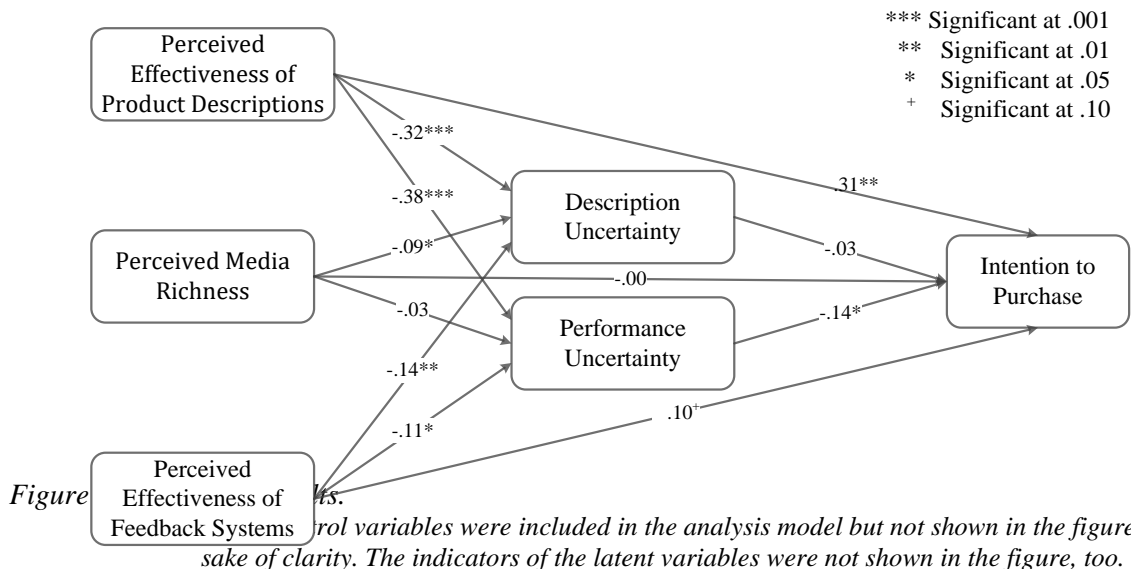 *** Significant at .001
** Significant at .01
* Significant at .05
+ Significant at .10
Perceived
Effectiveness of
Product Descriptions
-.32***
-.38***
.31**
Description
Uncertainty
-.09*
-.03
Perceived Media
Richness
-.00
Intention to
Purchase
-.03
Performance
Uncertainty
-.14*
-.14**
.10+
-.11*
Perceived
Effectiveness of
Feedback Systems
Figure
variables were included in the analysis model but not shown in the figure
sake of clarity. The indicators of the latent variables were not shown in the figure, too.